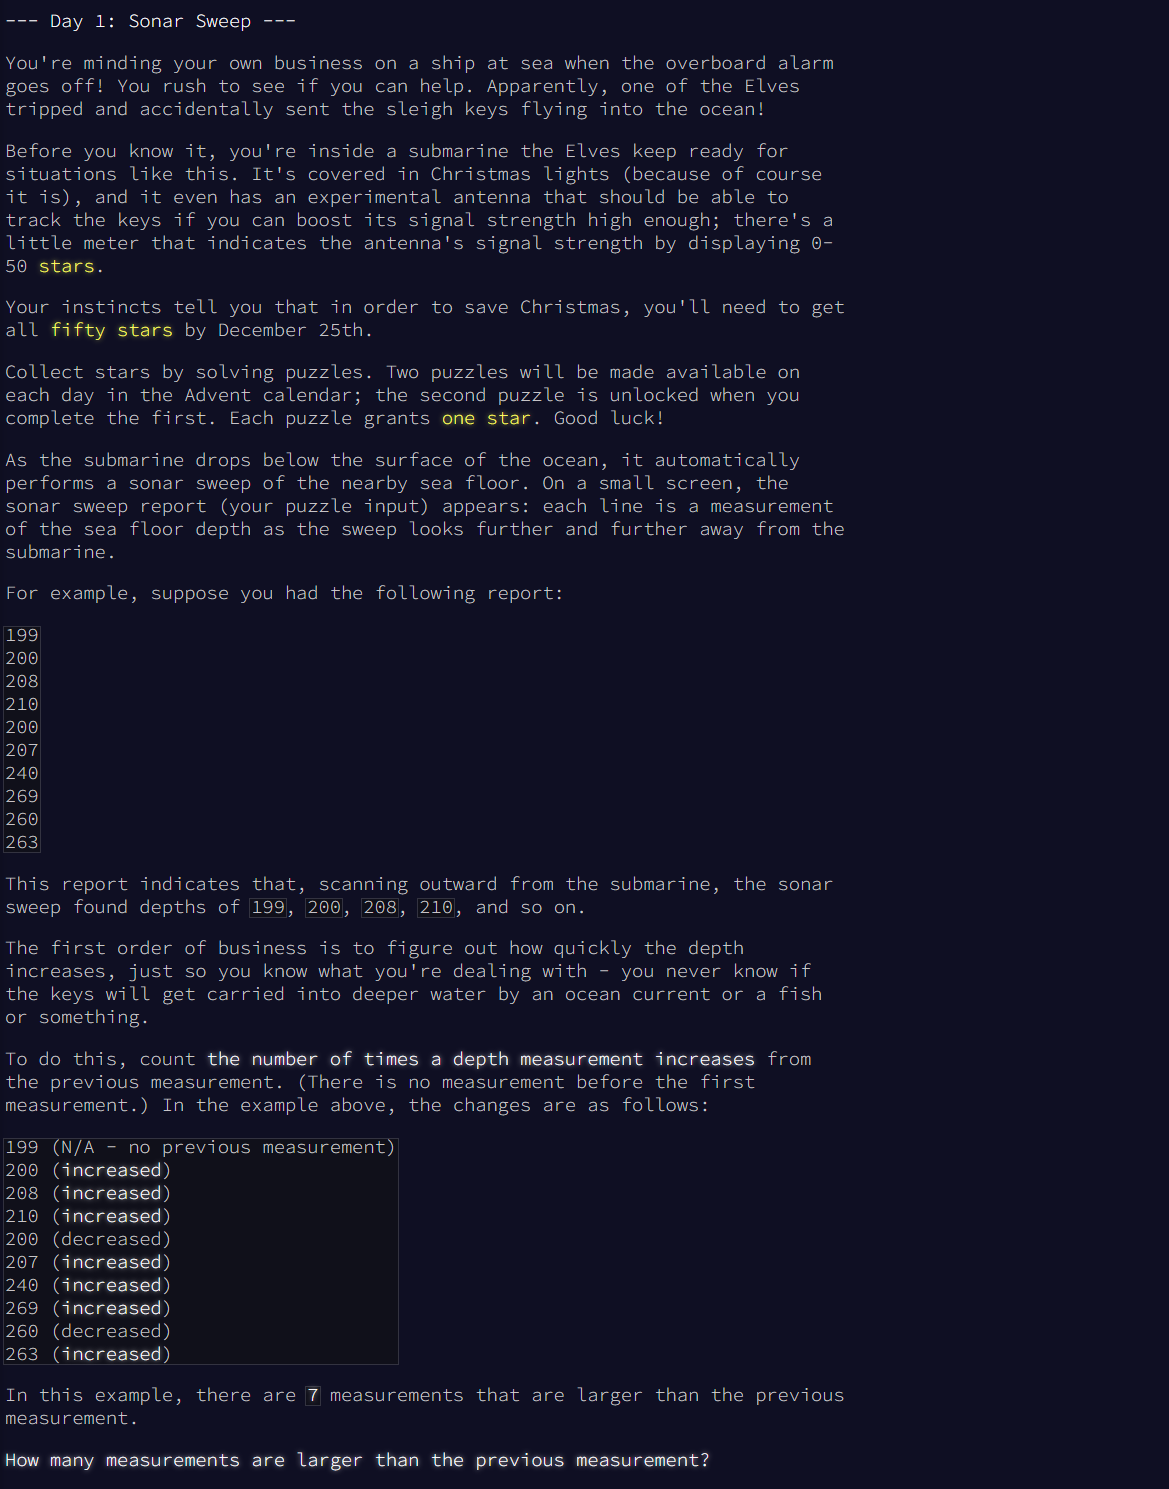 --- Day 1: Sonar Sweep ---
You're minding your own business on a ship at sea when the overboard alarm
goes off! You rush to see if you can help. Apparently, one of the Elves
tripped and accidentally sent the sleigh keys flying into the ocean!
Before you know it, you're inside a submarine the Elves keep ready for
situations like this. It's covered in Christmas lights (because of course
it is), and it even has an experimental antenna that should be able to
track the keys if you can boost its signal strength high enough; there's a
little meter that indicates the antenna's signal strength by displaying 0-
50 stars.
Your instincts tell you that in order to save Christmas, you'll need to get
all fifty stars by December 25th.
Collect stars by solving puzzles. Two puzzles will be made available on
each day in the Advent calendar; the second puzzle is unlocked when you
complete the first. Each puzzle grants one star. Good luck!
As the submarine drops below the surface of the ocean, it automatically
performs a sonar sweep of the nearby sea floor. On a small screen, the
sonar sweep report (your puzzle input) appears: each line is a measurement
of the sea floor depth as the sweep looks further and further away from the
submarine.
For example, suppose you had the following report:
199
200
208
210
200
207
240
269
260
263
This report indicates that, scanning outward from the submarine, the sonar
sweep found depths of 199, 200, 208, 210, and so on.
The first order of business is to figure out how quickly the depth
increases, just so you know what you're dealing with - you never know if
the keys will get carried into deeper water by an ocean current or a fish
or something.
To do this, count the number of times a depth measurement increases from
the previous measurement. (There is no measurement before the first
measurement.) In the example above, the changes are as follows:
199 (N/A - no previous measurement)
200 (increased)
208 (increased)
210 (increased)
200 (decreased)
207 (increased)
240 (increased)
269 (increased)
260 (decreased)
263 (increased)
In this example, there are 7 measurements that are larger than the previous
measurement.
How many measurements are larger than the previous measurement?